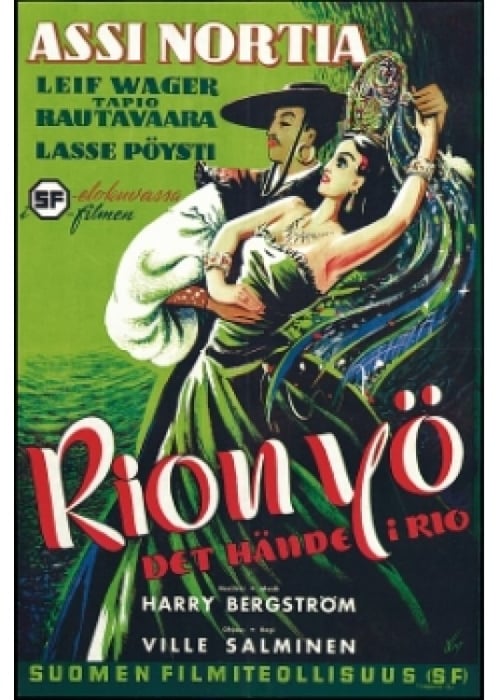 ASSI NORTIA
LEIF WAGER
TAPIO
RAUTAVAARA
LASSE PÖYSTI
i SF -elokuvassa
-filmen
Rion yö
DET HÄNDE i RIO
HARRY BERGSTRÖM
VILLE SALMINEN
SUOMEN FILMITEOLLISUUS (SF)